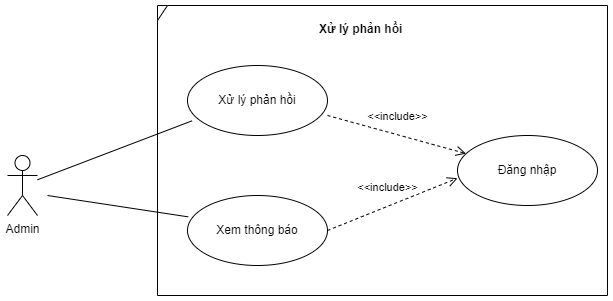 Xử lý phản hồi
Xử lý phản hồi
<<include>>
Đăng nhập
<<include>>
Admin
Xem thông báo